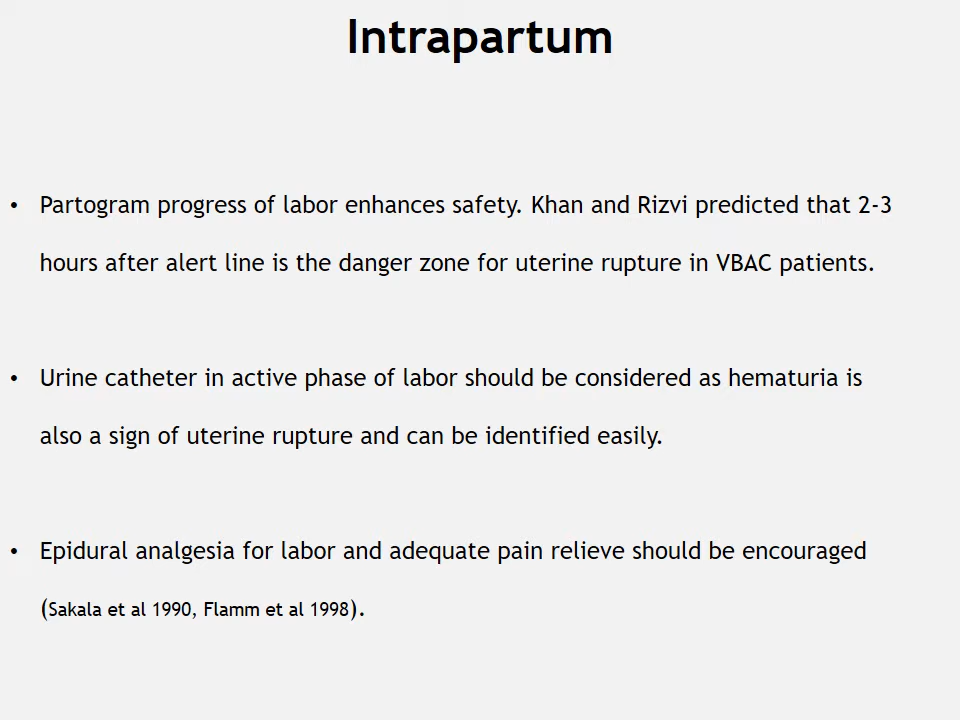 Intrapartum
• Partogram progress of labor enhances safety. Khan and Rizvi predicted that 2-3
hours after alert line is the danger zone for uterine rupture in VBAC patients.
• Urine catheter in active phase of labor should be considered as hematuria is
also a sign of uterine rupture and can be identified easily.
• Epidural analgesia for labor and adequate pain relieve should be encouraged
(Sakala et al 1990, Flamm et al 1998).